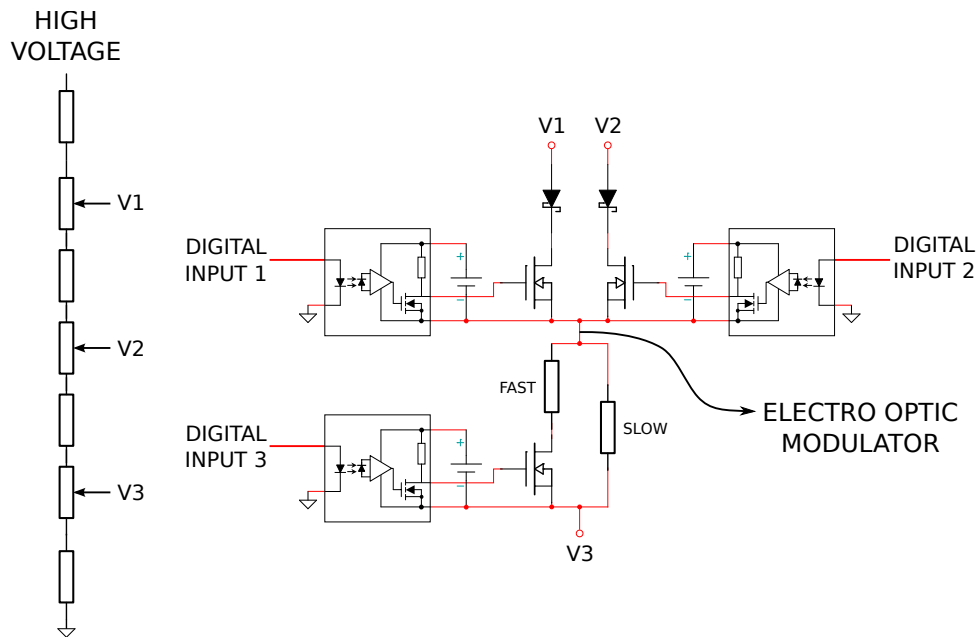 HIGH
VOLTAGE
V1
V2
V3
V1
V2
DIGITAL
INPUT 1
+
−
+
−
DIGITAL
INPUT 2
FAST
SLOW
ELECTRO OPTIC
MODULATOR
DIGITAL
INPUT 3
+
−
V3